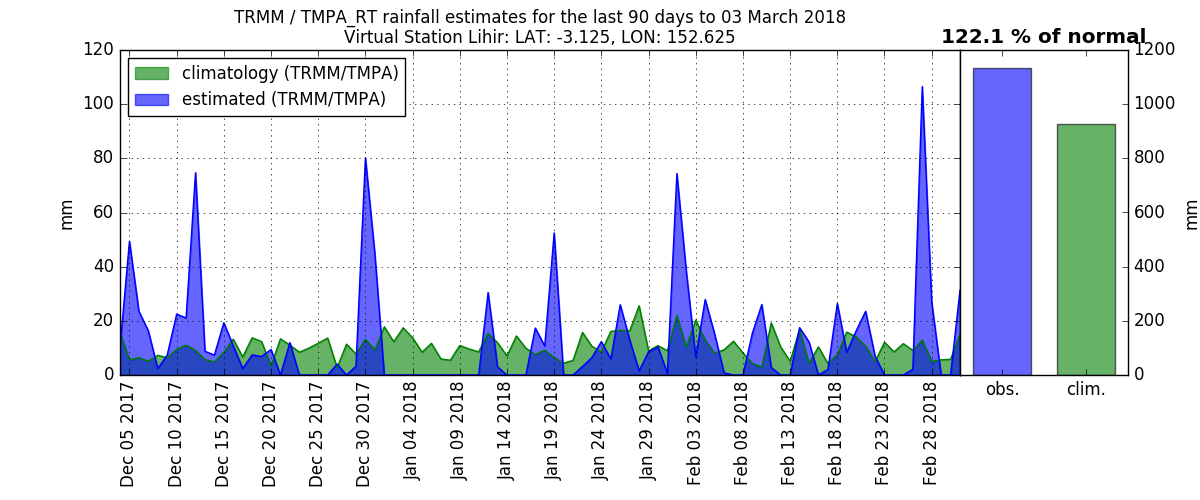 TRMM / TMPA_RT rainfall estimates for the last 90 days to 03 March 2018
Virtual Station Lihir: LAT: -3.125, LON: 152.625
122.1 % of normal
climatology (TRMM/TMPA)
estimated (TRMM/TMPA)
120
100
80
60
40
20
0
mm
Dec 05 2017
Dec 10 2017
Dec 15 2017
Dec 20 2017
Dec 25 2017
Dec 30 2017
Jan 04 2018
Jan 09 2018
Jan 14 2018
Jan 19 2018
Jan 24 2018
Jan 29 2018
Feb 03 2018
Feb 08 2018
Feb 13 2018
Feb 18 2018
Feb 23 2018
Feb 28 2018
obs.
clim.
1200
1000
800
600
400
200
0
mm